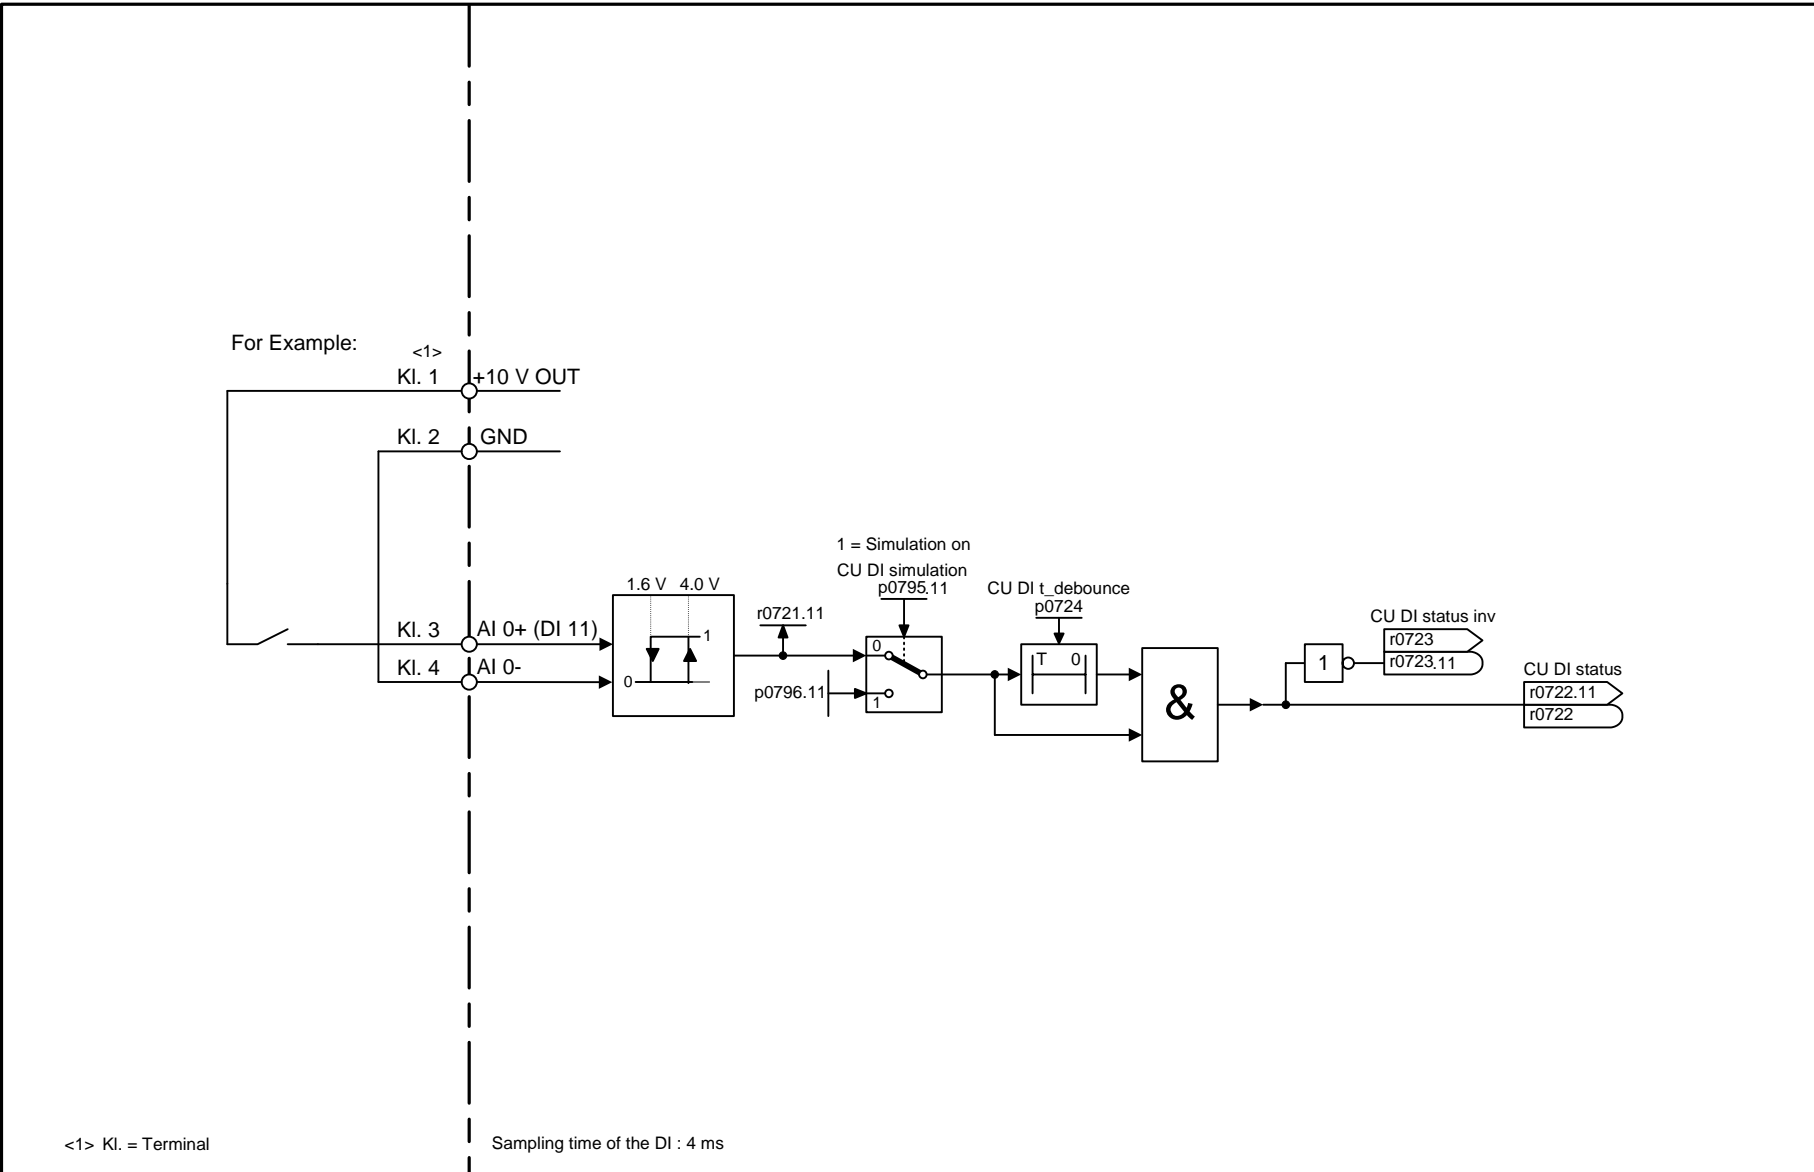 For Example:
<1>
Kl. 1
+10 V OUT
Kl. 2
GND
1 = Simulation on
CU DI simulation
p0795.11
1.6 V 4.0 V
CU DI t_debounce
p0724
r0721.11
CU DI status inv
r0723
r0723.11
Kl. 3
AI 0+ (DI 11)
1
0
T 0
1
Kl. 4
AI 0-
0
p0796.11
1
&
CU DI status
r0722.11
r0722
<1> Kl. = Terminal
Sampling time of the DI : 4 ms